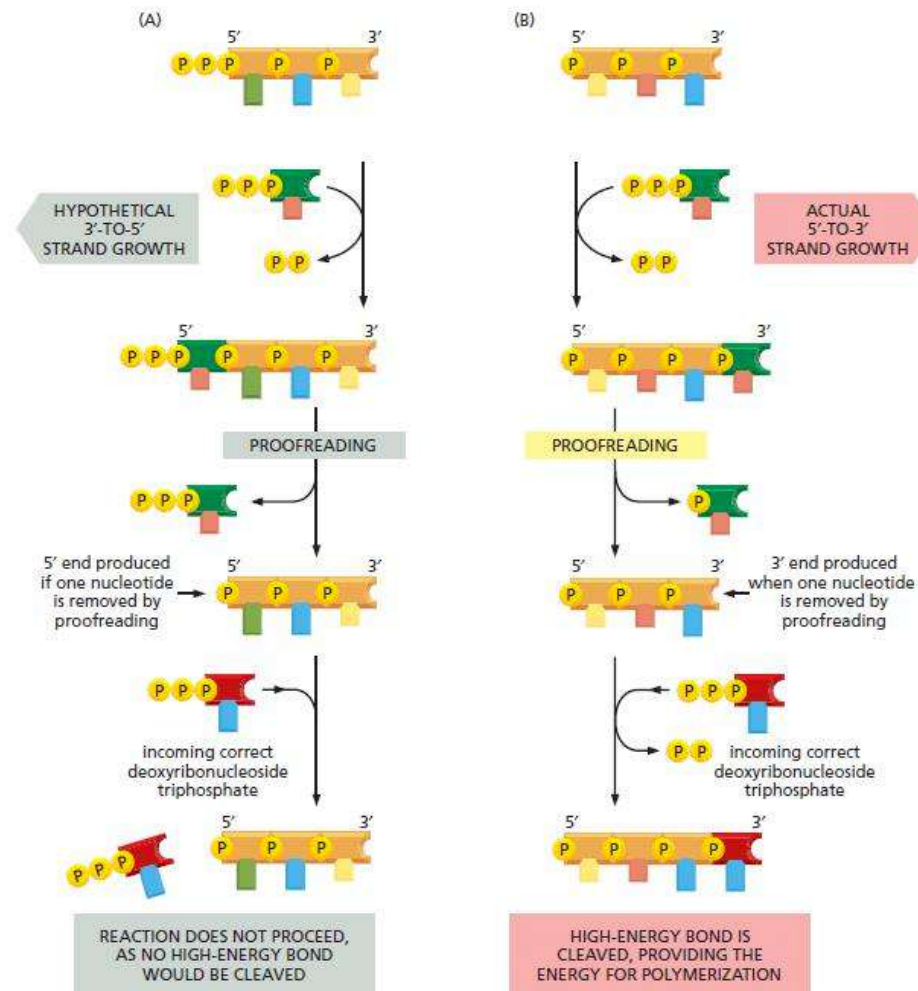 (A)
(B)
5′ 3′
5′ 3′
P P P P P
P P P
P P P
P P P
HYPOTHETICAL
3′-TO-5′
STRAND GROWTH
ACTUAL
5′-TO-3′
STRAND GROWTH
P P
P P
5′ 3′
5′ 3′
P P P P P P
P P P P
PROOFREADING
PROOFREADING
P P P
P
5′ end produced
if one nucleotide
is removed by
proofreading
5′ 3′
P P P
5′ 3′
P P P
3′ end produced
when one nucleotide
is removed by
proofreading
P P P
incoming correct
deoxyribonucleoside
triphosphate
P P P
P P
incoming correct
deoxyribonucleoside
triphosphate
P P P
5′ 3′
P P P
5′ 3′
P P P P
REACTION DOES NOT PROCEED,
AS NO HIGH-ENERGY BOND
WOULD BE CLEAVED
HIGH-ENERGY BOND IS
CLEAVED, PROVIDING THE
ENERGY FOR POLYMERIZATION